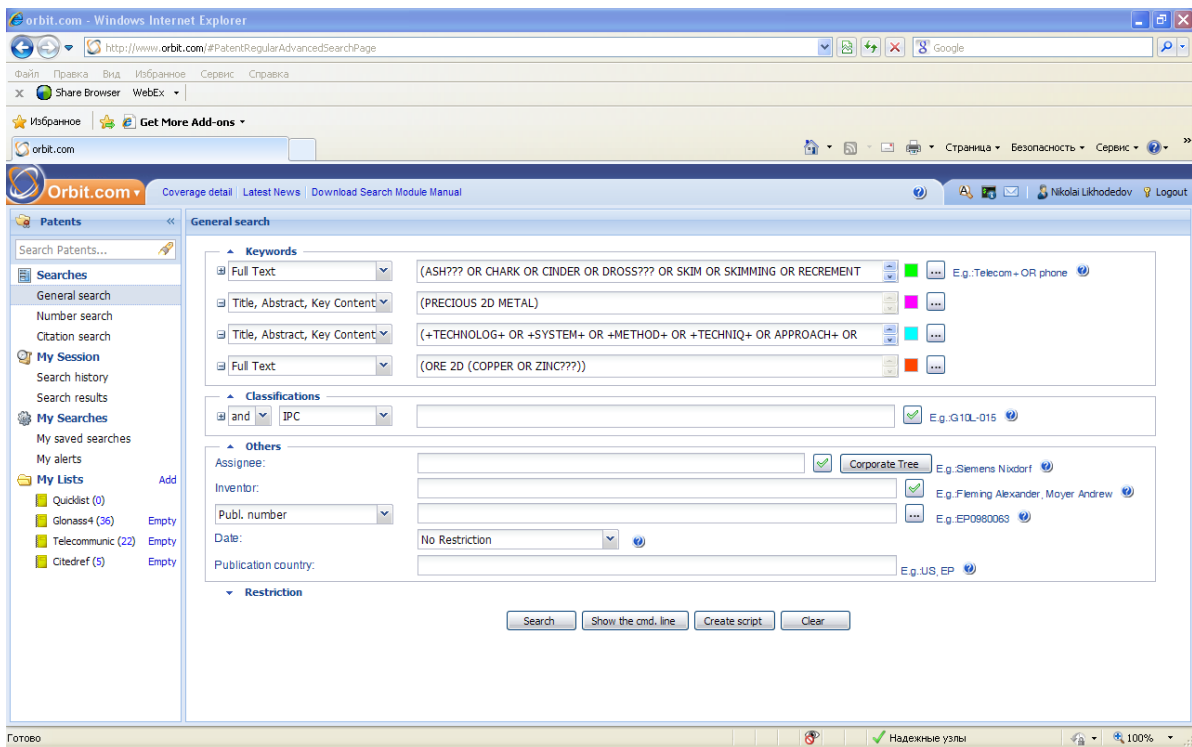 orbit.com - Windows Internet Explorer
http://www.orbit.com/#PatentRegularAdvancedSearchPage
Google
Файл Правка Вид Избранное Сервис Справка
x Share Browser WebEx
Избранное Get More Add-ons
orbit.com
Страница Безопасность Сервис »
Orbit.com Coverage detail | Latest News | Download Search Module Manual
Nikolai Likhodedov Logout
Patents «
General search
Search Patents...
Searches
General search
Number search
Citation search
My Session
Search history
Search results
My Searches
My saved searches
My alerts
My Lists Add
Quicklist (0)
Glonass4 (36) Empty
Telecommunic (22) Empty
Citedref (5) Empty
Keywords
Full Text (ASH??? OR CHARK OR CINDER OR DROSS??? OR SKIM OR SKIMMING OR RECREMENT ... E.g.:Telecom+ OR phone
Title, Abstract, Key Content (PRECIOUS 2D METAL) ...
Title, Abstract, Key Content (+TECHNOLOG+ OR +SYSTEM+ OR +METHOD+ OR +TECHNIQ+ OR APPROACH+ OR ...
Full Text (ORE 2D (COPPER OR ZINC???)) ...
Classifications
and IPC E.g.:G10L-015
Others
Assignee: Corporate Tree E.g.:Siemens Nixdorf
Inventor: E.g.:Fleming Alexander, Moyer Andrew
Publ. number ... E.g.:EP0980063
Date: No Restriction
Publication country: E.g.:US, EP
Restriction
Search Show the cmd. line Create script Clear
Готово
Надежные узлы
100%